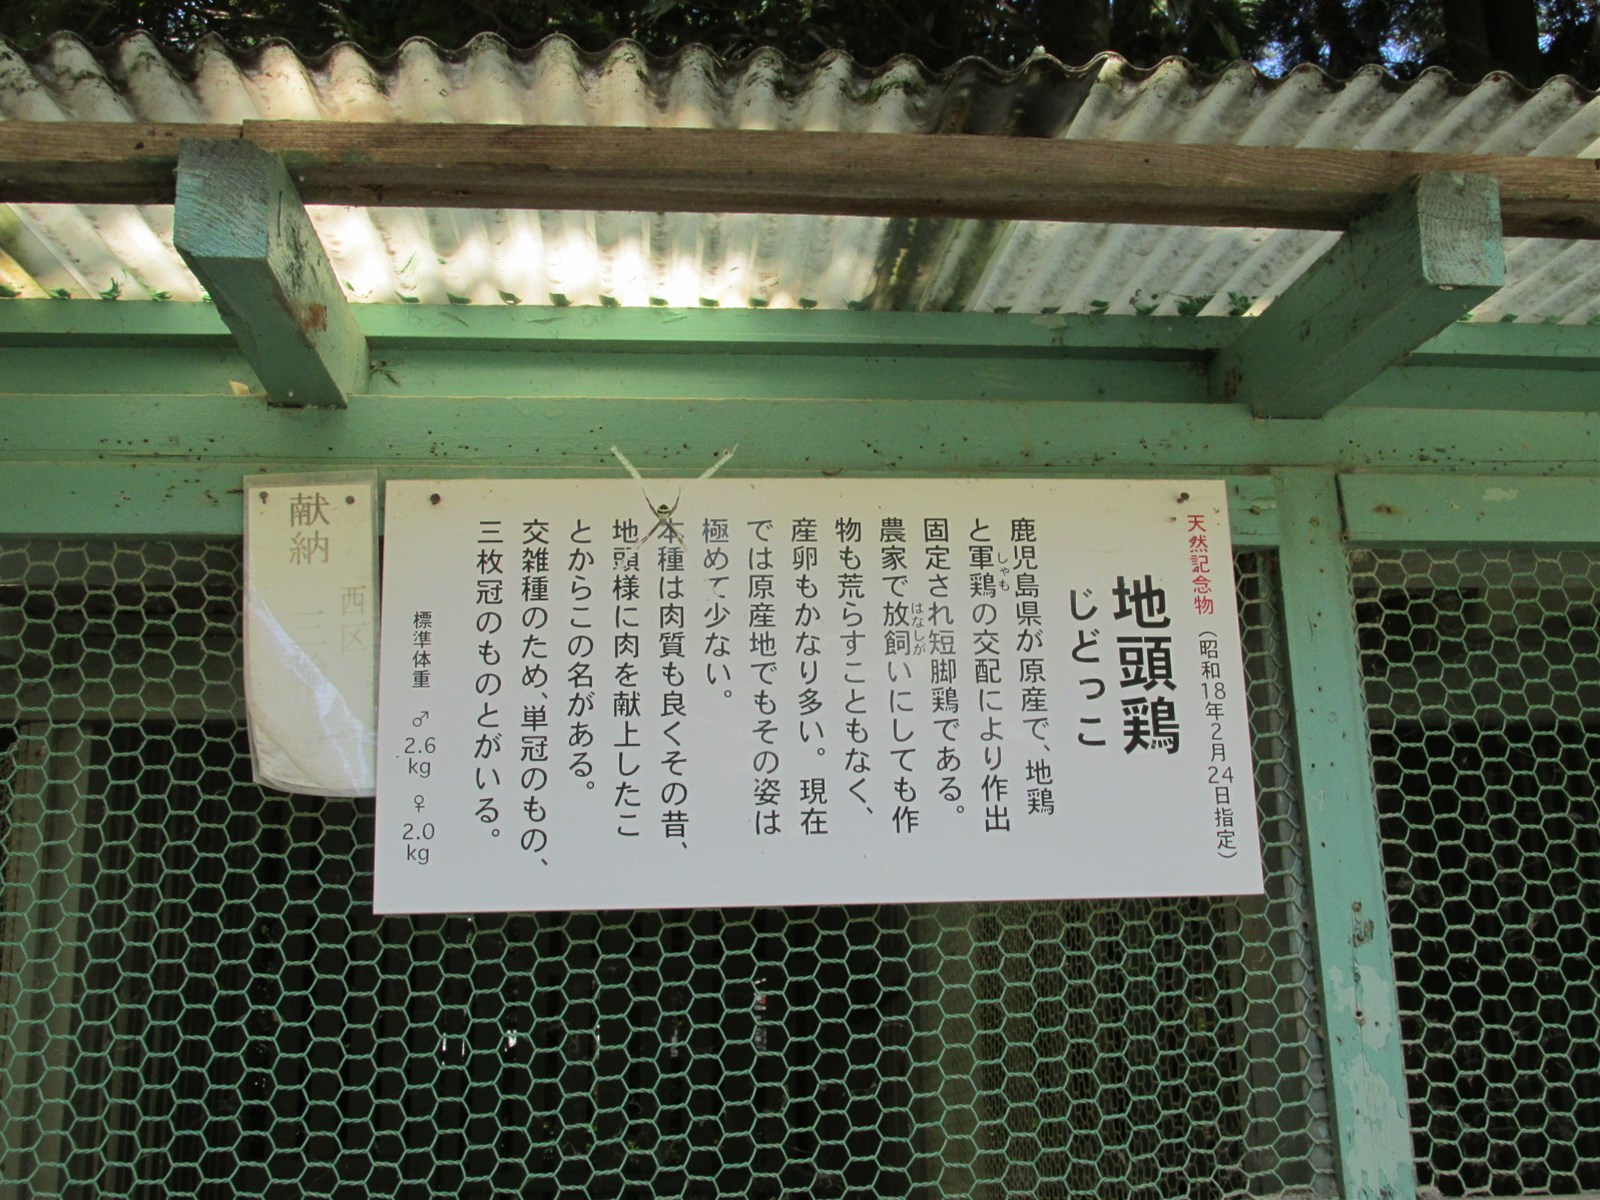 天然記念物(昭和18年2月24日指定)
地頭鶏
じどっこ
鹿児島県が原産で、地鶏
と軍鶏の交配により作出
しゃも
固定され短脚鶏である。
農家で放飼いにしても作
はなしが
物も荒らすこともなく、
産卵もかなり多い。現在
では原産地でもその姿は
極めて少ない。
本種は肉質も良くその昔、
地頭様に肉を献上したこ
とからこの名がある。
交雑種のため、単冠のもの、
三枚冠のものとがいる。
標準体重 ♂ 2.6kg ♀ 2.0kg
西区
献納